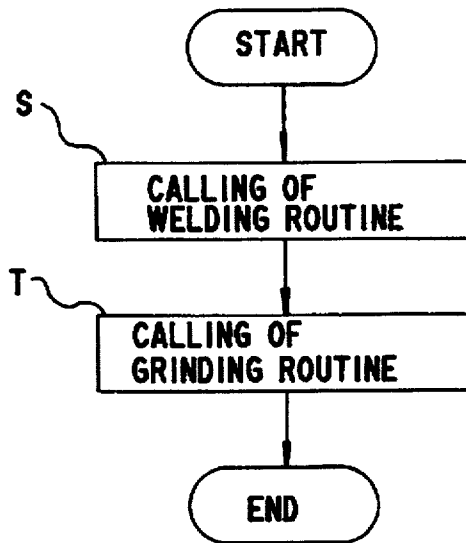 START
S
CALLING OF
WELDING ROUTINE
T
CALLING OF
GRINDING ROUTINE
END